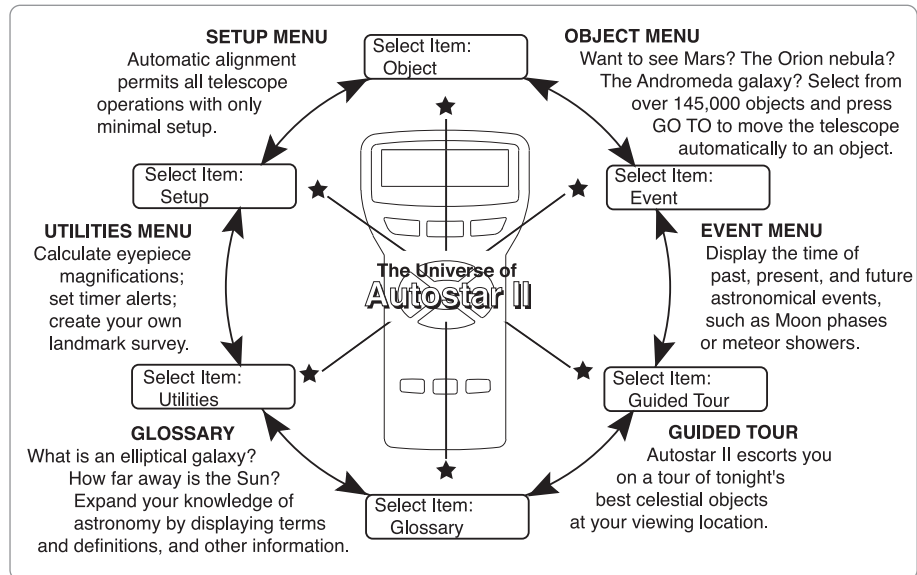 SETUP MENU
Automatic alignment
permits all telescope
operations with only
minimal setup.
Select Item:
Object
OBJECT MENU
Want to see Mars? The Orion nebula?
The Andromeda galaxy? Select from
over 145,000 objects and press
GO TO to move the telescope
automatically to an object.
Select Item:
Setup
Select Item:
Event
UTILITIES MENU
Calculate eyepiece
magnifications;
set timer alerts;
create your own
landmark survey.
The Universe of
Autostar II
EVENT MENU
Display the time of
past, present, and future
astronomical events,
such as Moon phases
or meteor showers.
Select Item:
Utilities
Select Item:
Guided Tour
GLOSSARY
What is an elliptical galaxy?
How far away is the Sun?
Expand your knowledge of
astronomy by displaying terms
and definitions, and other information.
Select Item:
Glossary
GUIDED TOUR
Autostar II escorts you
on a tour of tonight's
best celestial objects
at your viewing location.